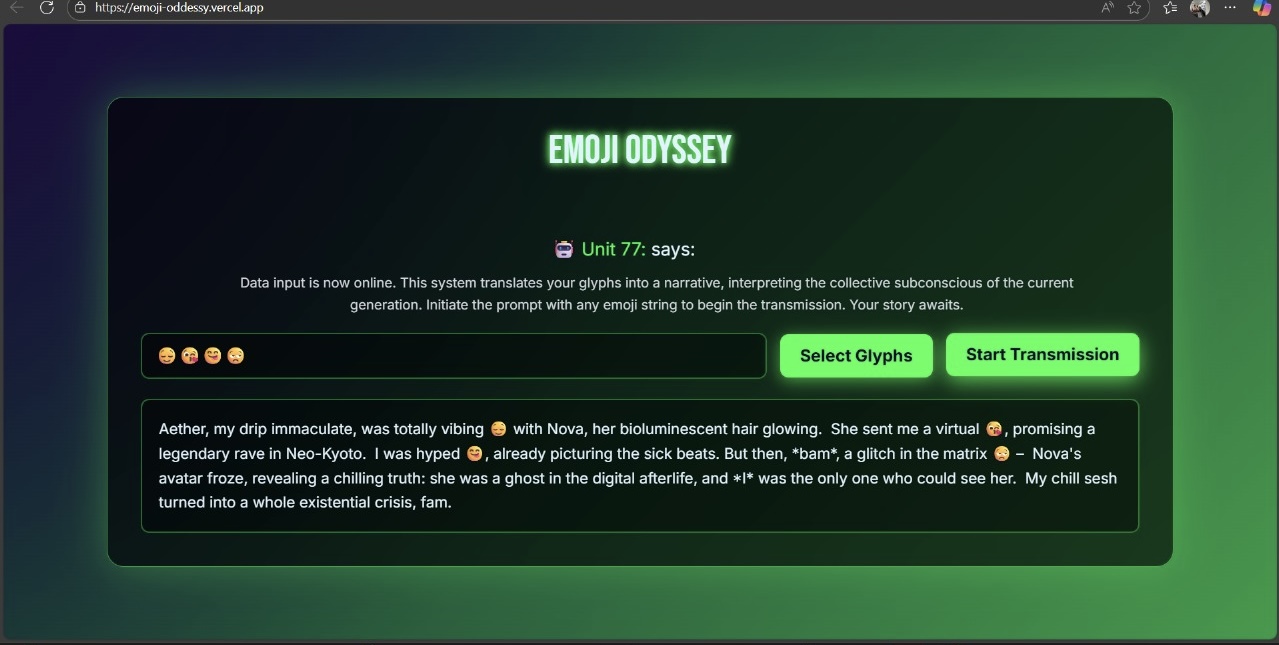 https://emoji-oddessy.vercel.app
EMOJI ODYSSEY
🤖 Unit 77: says:
Data input is now online. This system translates your glyphs into a narrative, interpreting the collective subconscious of the current
generation. Initiate the prompt with any emoji string to begin the transmission. Your story awaits.
😌 😘 😋 😳
Select Glyphs
Start Transmission
Aether, my drip immaculate, was totally vibing 😌 with Nova, her bioluminescent hair glowing. She sent me a virtual 😘, promising a
legendary rave in Neo-Kyoto. I was hyped 😋, already picturing the sick beats. But then, *bam*, a glitch in the matrix 😳 – Nova's
avatar froze, revealing a chilling truth: she was a ghost in the digital afterlife, and *I* was the only one who could see her. My chill sesh
turned into a whole existential crisis, fam.